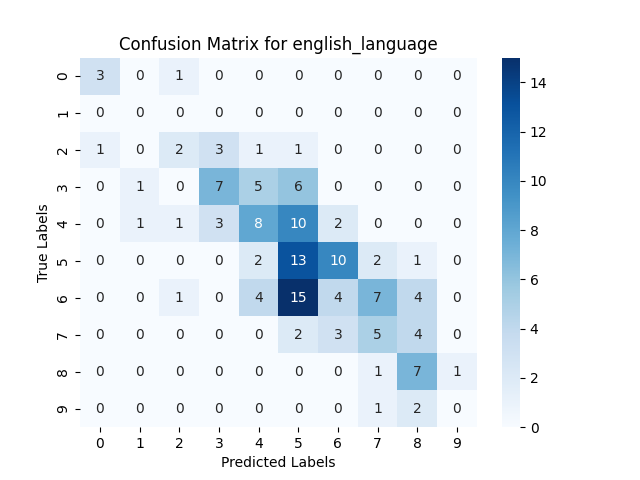 Confusion Matrix for english_language
True Labels
0 3 0 1 0 0 0 0 0 0 0
1 0 0 0 0 0 0 0 0 0 0
2 1 0 2 3 1 1 0 0 0 0
3 0 1 0 7 5 6 0 0 0 0
4 0 1 1 3 8 10 2 0 0 0
5 0 0 0 0 2 13 10 2 1 0
6 0 0 1 0 4 15 4 7 4 0
7 0 0 0 0 0 2 3 5 4 0
8 0 0 0 0 0 0 0 1 7 1
9 0 0 0 0 0 0 0 1 2 0
0 1 2 3 4 5 6 7 8 9
Predicted Labels
14
12
10
8
6
4
2
0